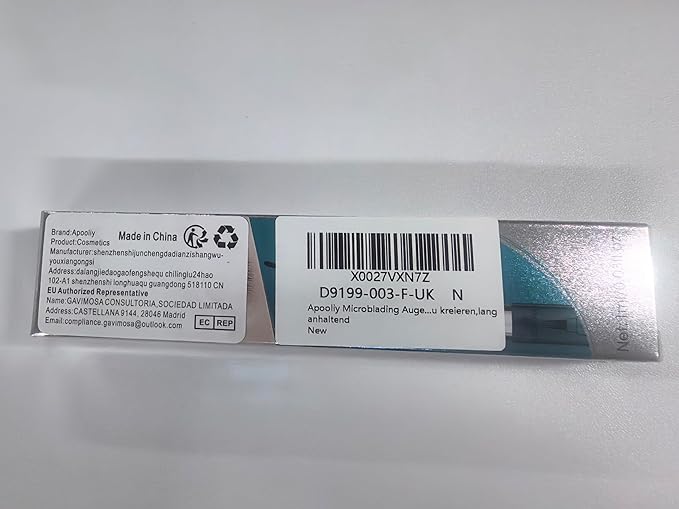 Brand:Apooliy
Product:Cosmetics
Made in China
Manufacturer:shenzhenshijunchengdadianzishangwu-
youxiangongsi
Address:dalangjiedaogaofengshequ chilinglu24hao
102-A1 shenzhenshi longhuaqu guangdong 518110 CN
EU Authorized Representative
Name:GAVIMOSA CONSULTORIA,SOCIEDAD LIMITADA
Address:CASTELLANA 9144, 28046 Madrid
Email:compliance.gavimosa@outlook.com
EC REP
X0027VXN7Z
D9199-003-F-UK N
Apooliy Microblading Auge...u kreieren,lang
anhaltend
New